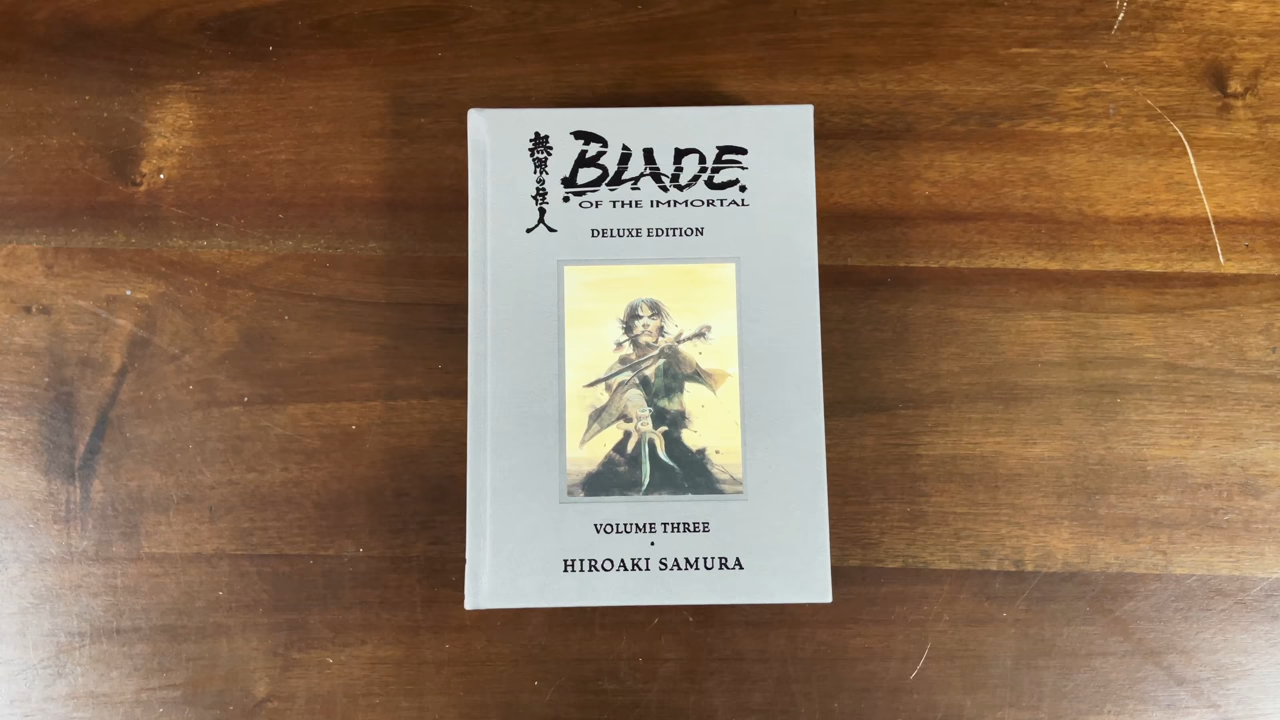 無限の住人
BLADE
OF THE IMMORTAL
DELUXE EDITION
VOLUME THREE
HIROAKI SAMURA